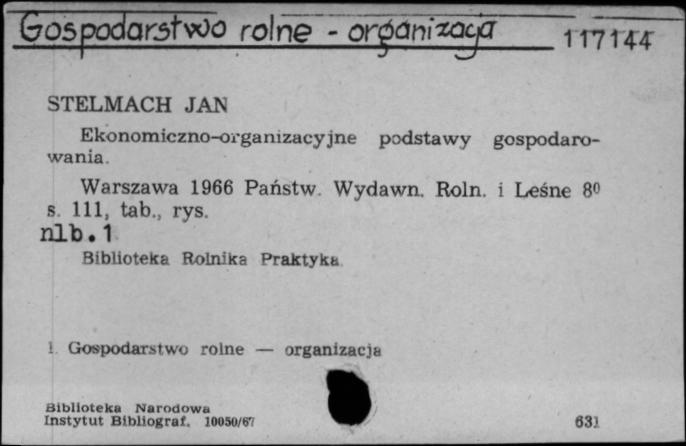 Gospodarstwo rolne - organizacja 117144
STELMACH JAN
Ekonomiczno-organizacyjne podstawy gospodaro-
wania.
Warszawa 1966 Państw. Wydawn. Roln. i Leśne 8⁰
s. 111, tab., rys.
nlb.1
Biblioteka Rolnika Praktyka
1. Gospodarstwo rolne — organizacja
Biblioteka Narodowa
Instytut Bibliograf. 10050/67 631